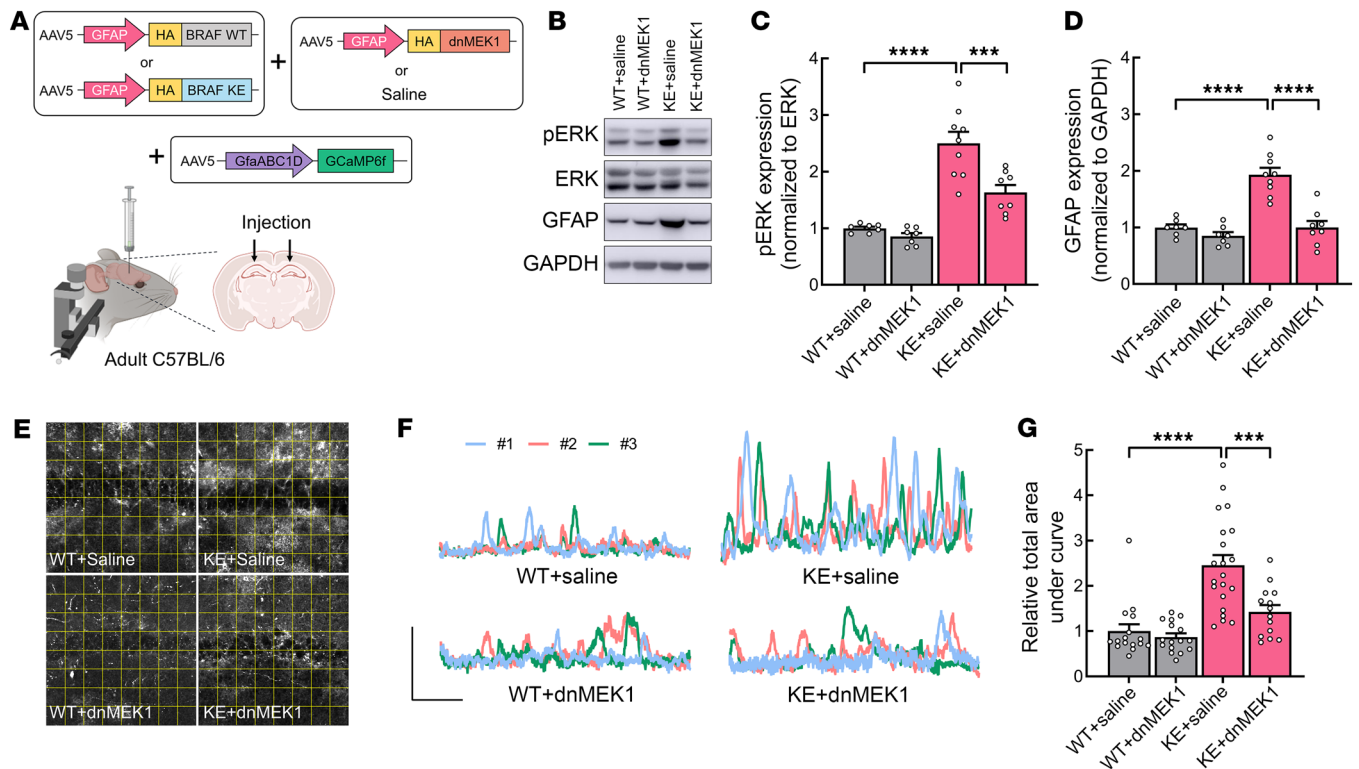 A
AAV5 GFAP HA BRAF WT
or
AAV5 GFAP HA BRAF KE
+
AAV5 GFAP HA dnMEK1
or
Saline
+
AAV5 GfaABC1D GCaMP6f
Injection
Adult C57BL/6
B
WT+saline
WT+dnMEK1
KE+saline
KE+dnMEK1
pERK
ERK
GFAP
GAPDH
C
**** ***
pERK expression
(normalized to ERK)
4
3
2
1
0
WT+saline
WT+dnMEK1
KE+saline
KE+dnMEK1
D
**** ****
GFAP expression
(normalized to GAPDH)
4
3
2
1
0
WT+saline
WT+dnMEK1
KE+saline
KE+dnMEK1
E
WT+Saline
KE+Saline
WT+dnMEK1
KE+dnMEK1
F
#1 #2 #3
WT+saline
KE+saline
WT+dnMEK1
KE+dnMEK1
G
**** ***
Relative total area
under curve
5
4
3
2
1
0
WT+saline
WT+dnMEK1
KE+saline
KE+dnMEK1